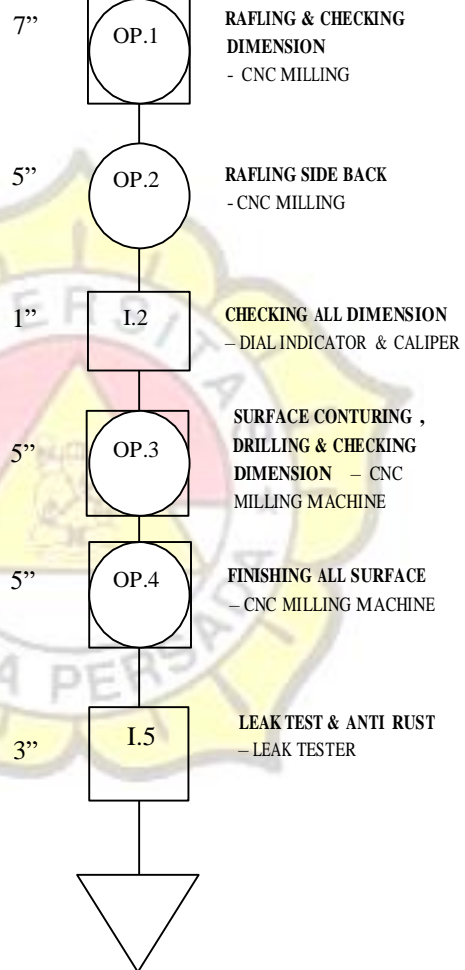 7”
OP.1
RAFLING & CHECKING
DIMENSION
- CNC MILLING
5”
OP.2
RAFLING SIDE BACK
- CNC MILLING
1”
I.2
CHECKING ALL DIMENSION
– DIAL INDICATOR & CALIPER
5”
OP.3
SURFACE CONTURING ,
DRILLING & CHECKING
DIMENSION – CNC
MILLING MACHINE
5”
OP.4
FINISHING ALL SURFACE
– CNC MILLING MACHINE
3”
I.5
LEAK TEST & ANTI RUST
– LEAK TESTER
ERSITA
A PERSADA